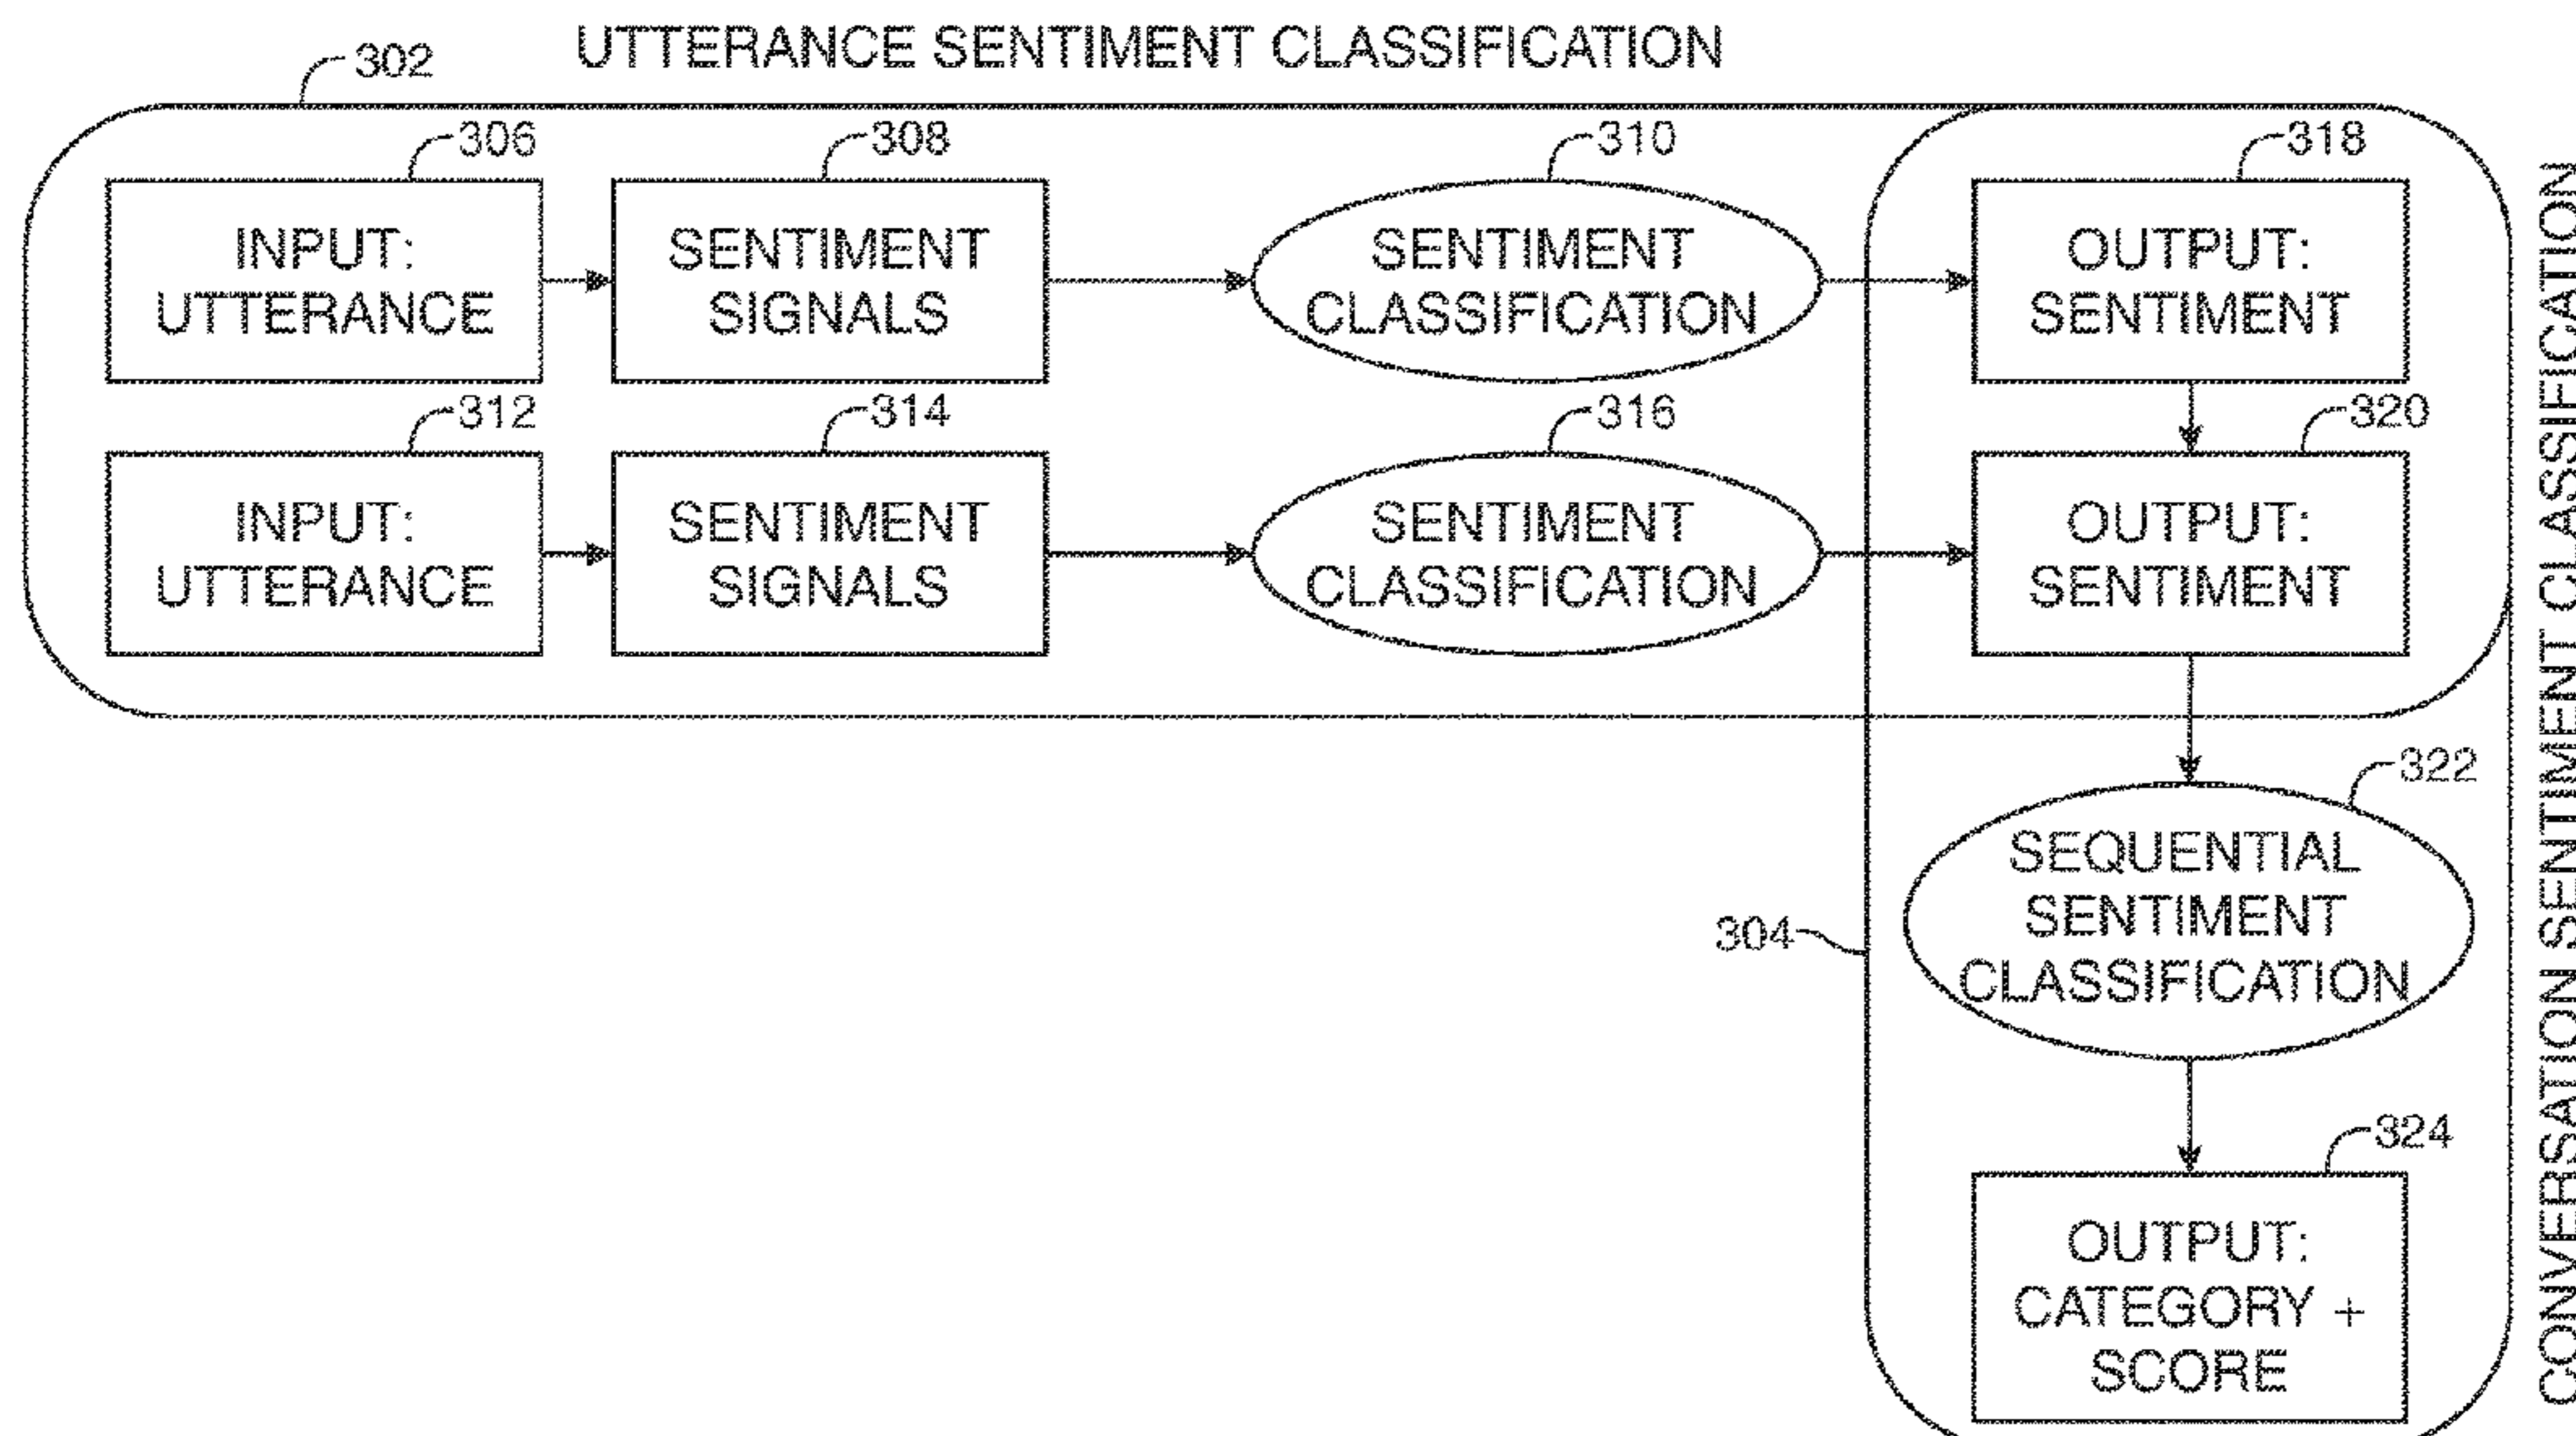 UTTERANCE SENTIMENT CLASSIFICATION
302
306
308
310
318
INPUT:
UTTERANCE
SENTIMENT
SIGNALS
SENTIMENT
CLASSIFICATION
OUTPUT:
SENTIMENT
312
314
316
320
INPUT:
UTTERANCE
SENTIMENT
SIGNALS
SENTIMENT
CLASSIFICATION
OUTPUT:
SENTIMENT
322
SEQUENTIAL
SENTIMENT
CLASSIFICATION
304
324
OUTPUT:
CATEGORY +
SCORE
CONVERSATION SENTIMENT CLASSIFICATION